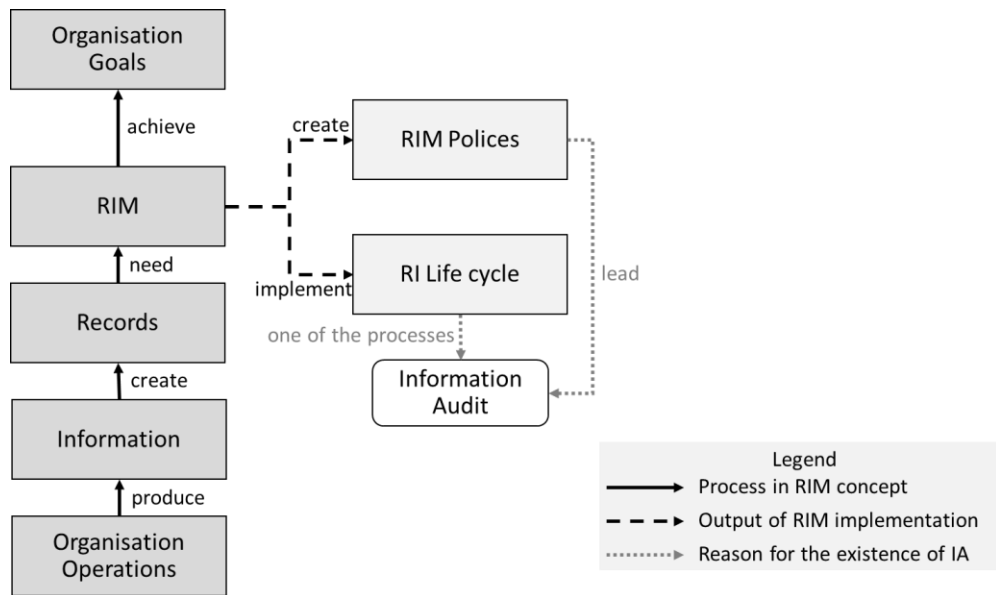 Organisation
Goals
achieve
create
RIM Polices
RIM
need
implement
RI Life cycle
lead
Records
one of the processes
create
Information
Audit
Information
Legend
Process in RIM concept
produce
Output of RIM implementation
Organisation
Operations
Reason for the existence of IA